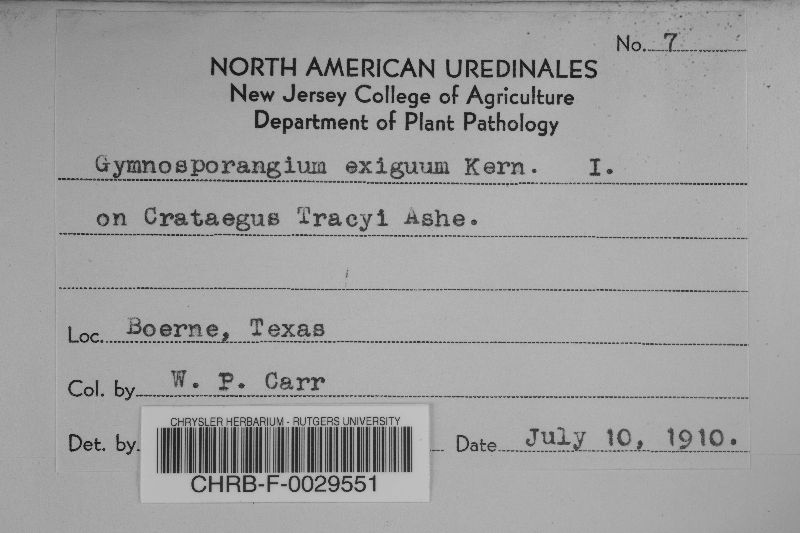 No. 7
NORTH AMERICAN UREDINALES
New Jersey College of Agriculture
Department of Plant Pathology
Gymnosporangium exiguum Kern. I.
on Crataegus Tracyi Ashe.
Loc. Boerne, Texas
Col. by W. P. Carr
Det. by Date July 10, 1910.
CHRYSLER HERBARIUM - RUTGERS UNIVERSITY
CHRB-F-0029551